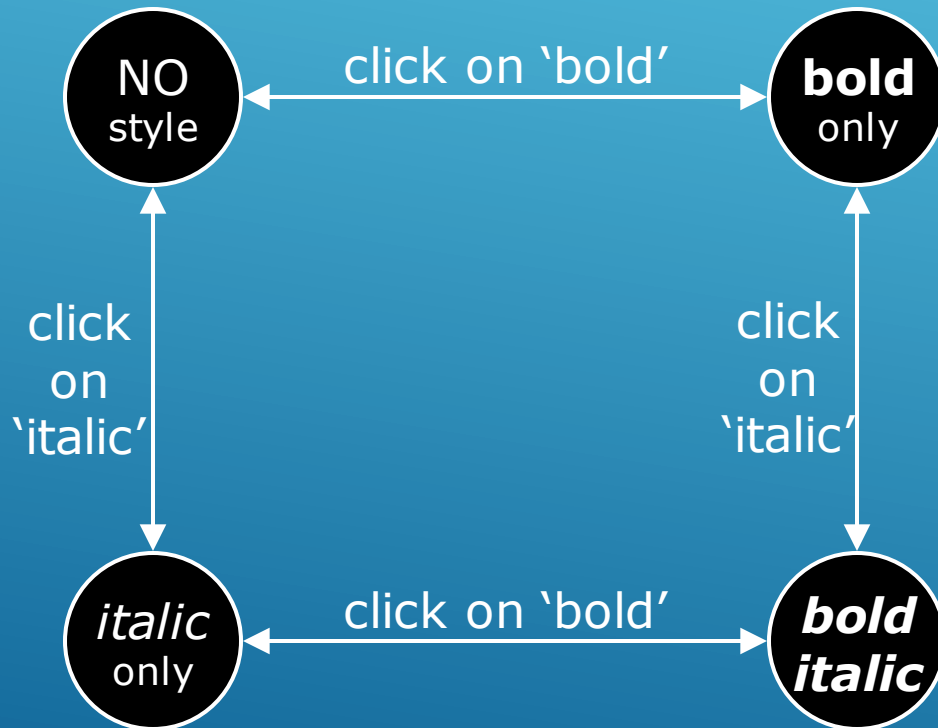 NO
style
click on ‘bold’
bold
only
click
on
‘italic’
click
on
‘italic’
italic
only
click on ‘bold’
bold
italic